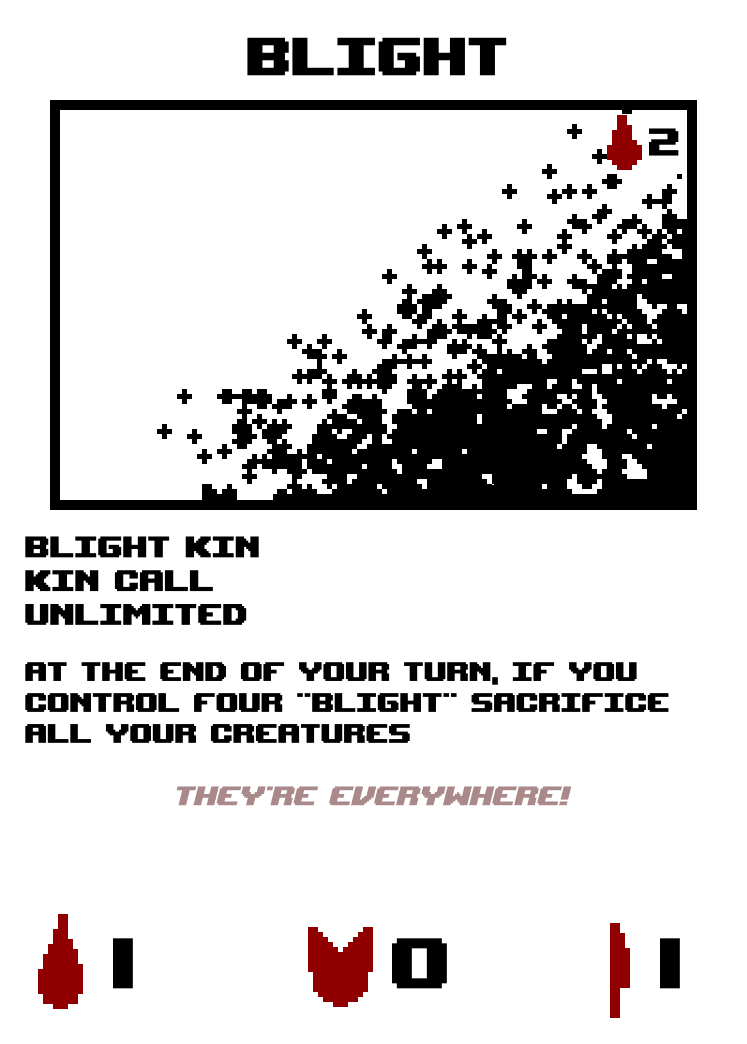 BLIGHT
2
BLIGHT KIN
KIN CALL
UNLIMITED
AT THE END OF YOUR TURN, IF YOU
CONTROL FOUR "BLIGHT" SACRIFICE
ALL YOUR CREATURES
THEY'RE EVERYWHERE!
1 0 1